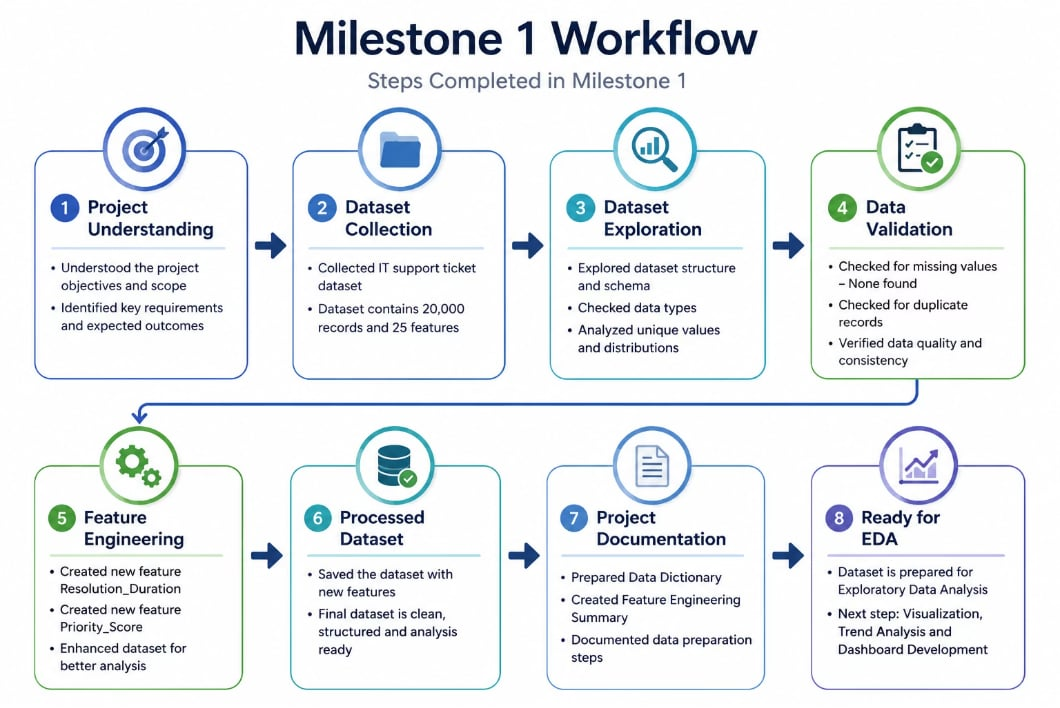 Milestone 1 Workflow
Steps Completed in Milestone 1
1 Project
Understanding
• Understood the project
objectives and scope
• Identified key requirements
and expected outcomes
2 Dataset
Collection
• Collected IT support ticket
dataset
• Dataset contains 20,000
records and 25 features
3 Dataset
Exploration
• Explored dataset structure
and schema
• Checked data types
• Analyzed unique values
and distributions
4 Data
Validation
• Checked for missing values
– None found
• Checked for duplicate
records
• Verified data quality and
consistency
5 Feature
Engineering
• Created new feature
Resolution_Duration
• Created new feature
Priority_Score
• Enhanced dataset for
better analysis
6 Processed
Dataset
• Saved the dataset with
new features
• Final dataset is clean,
structured and analysis
ready
7 Project
Documentation
• Prepared Data Dictionary
• Created Feature Engineering
Summary
• Documented data preparation
steps
8 Ready for
EDA
• Dataset is prepared for
Exploratory Data Analysis
• Next step: Visualization,
Trend Analysis and
Dashboard Development